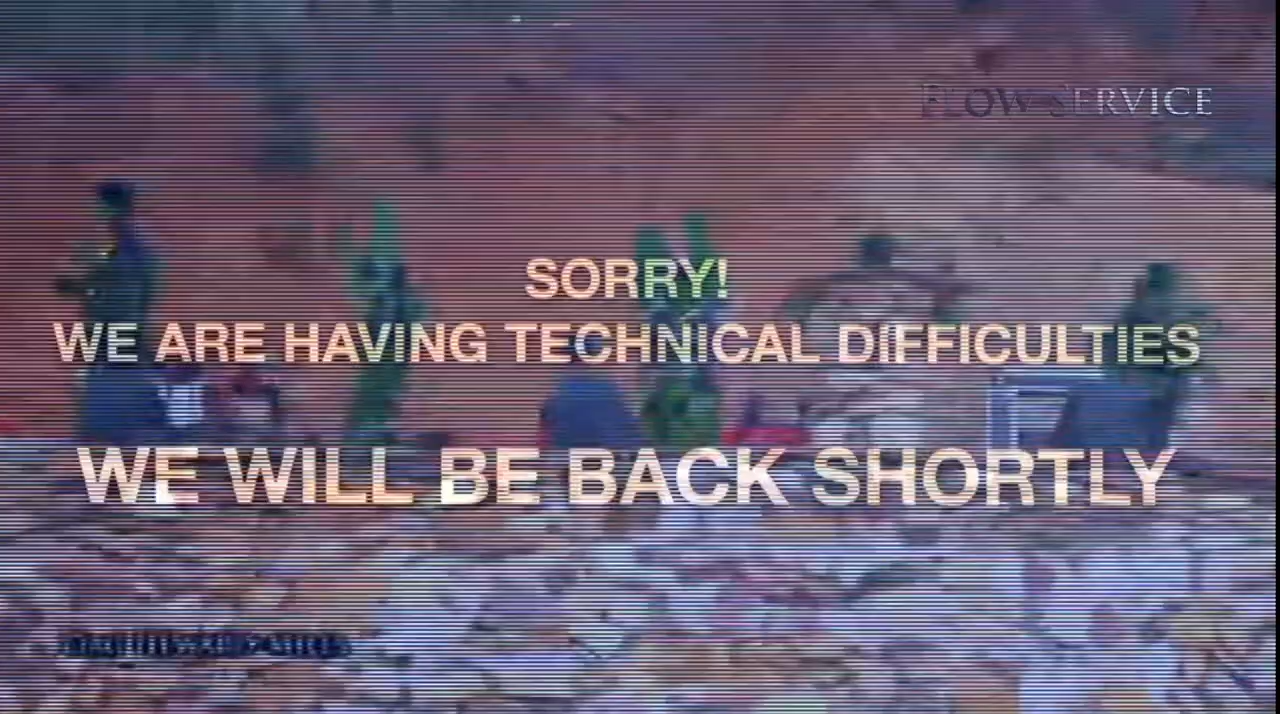 FLOW SERVICE
SORRY!
WE ARE HAVING TECHNICAL DIFFICULTIES
WE WILL BE BACK SHORTLY